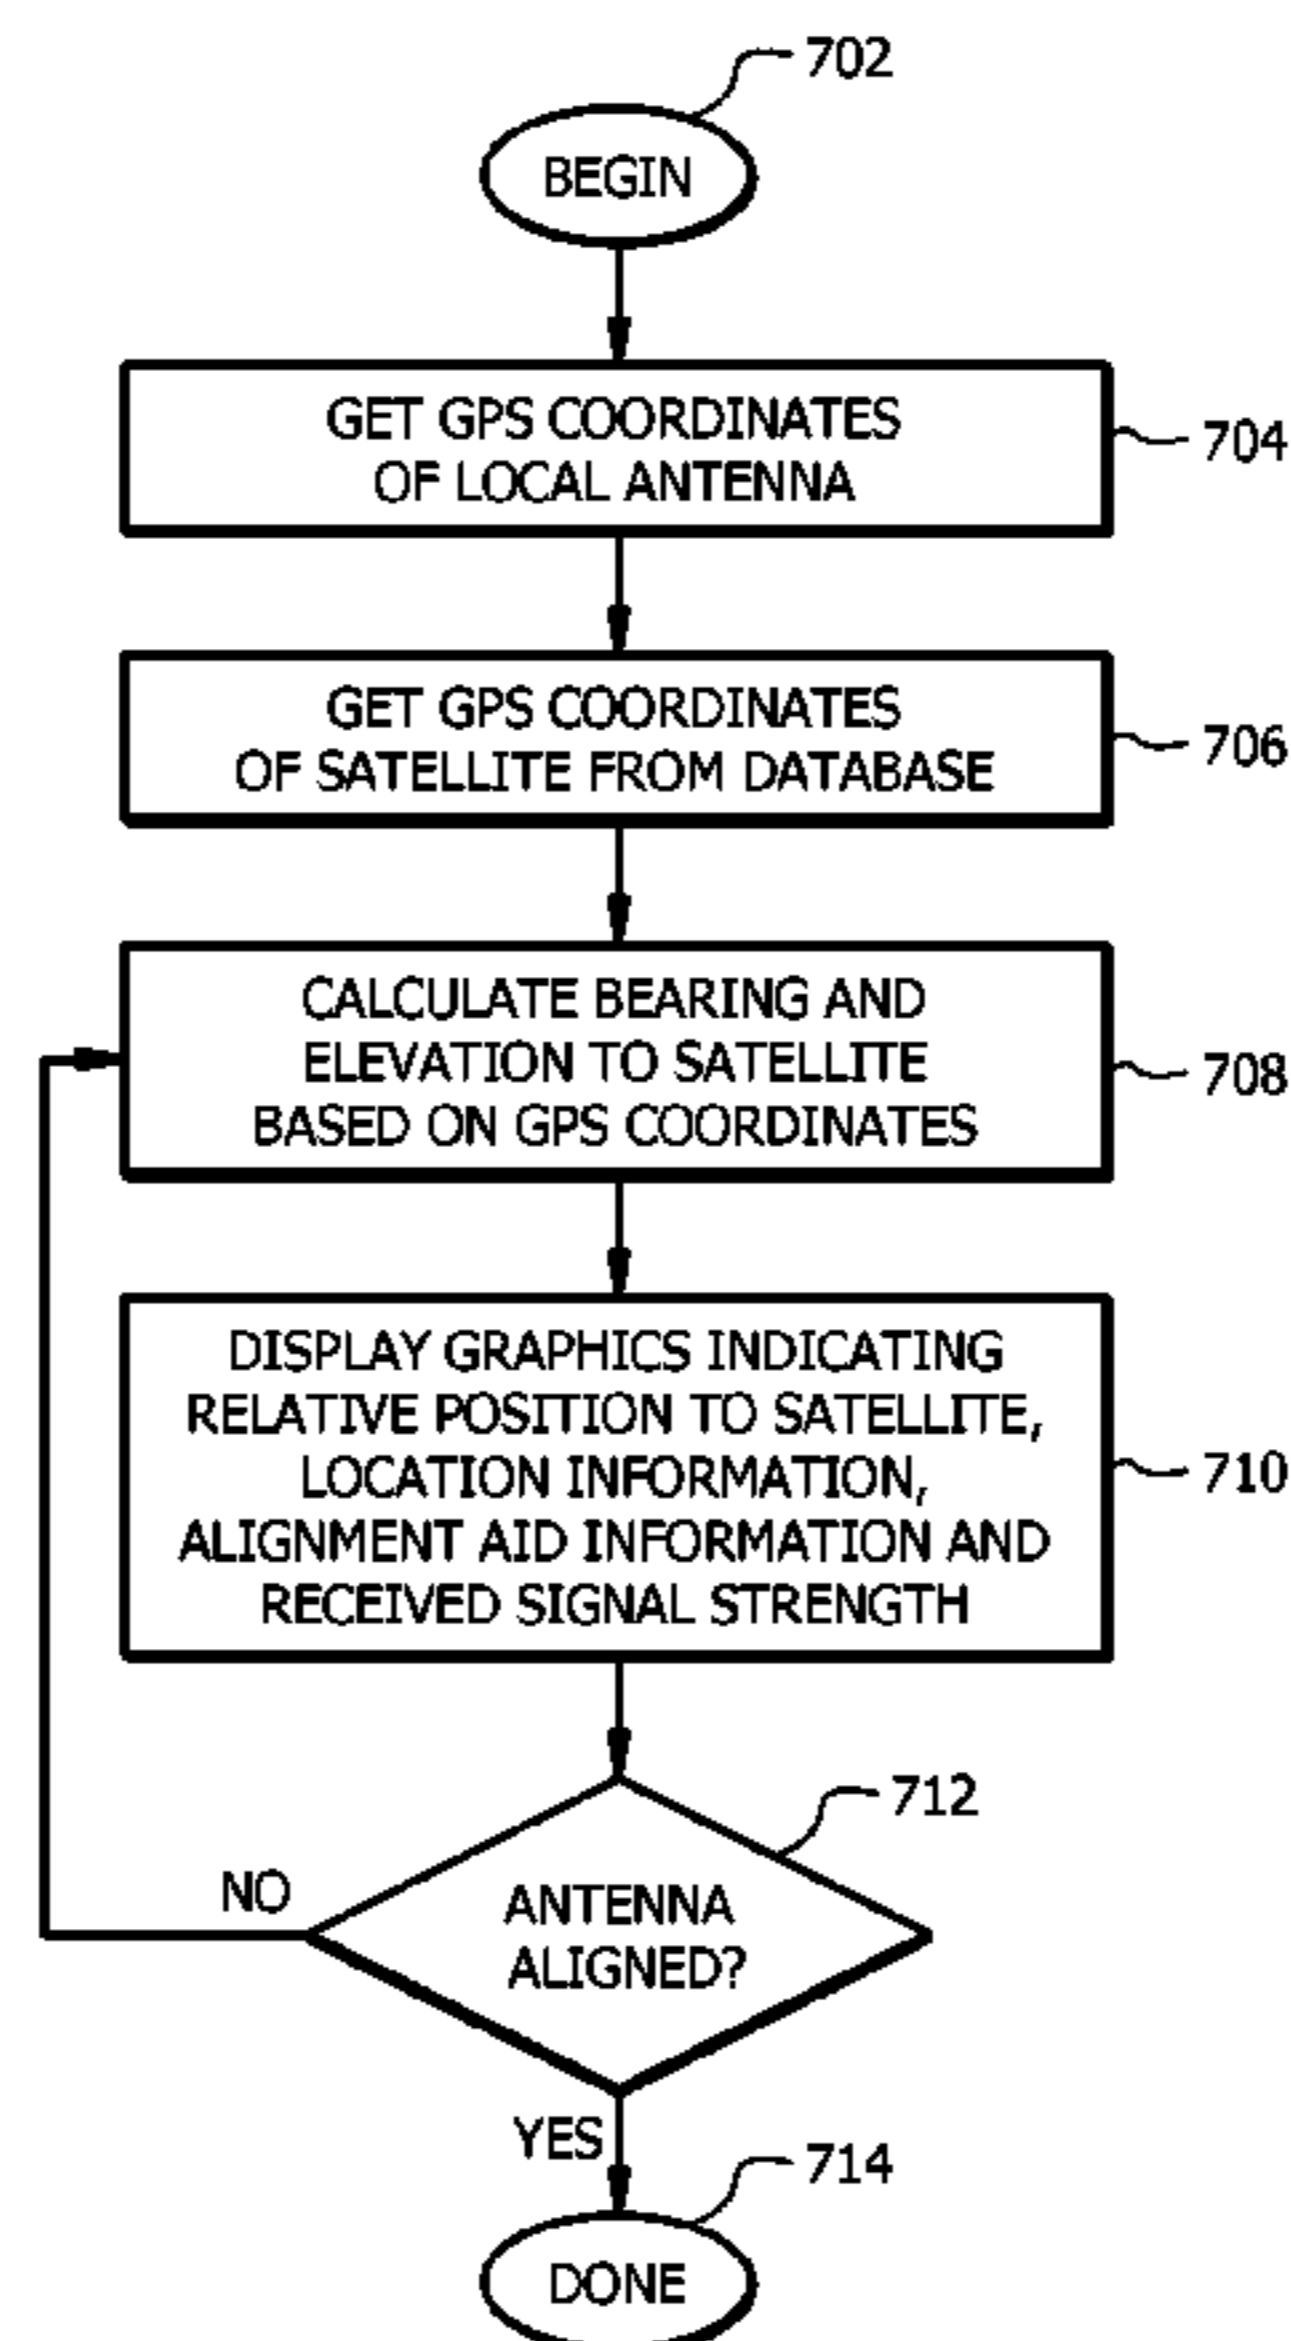 702
BEGIN
GET GPS COORDINATES
OF LOCAL ANTENNA
704
GET GPS COORDINATES
OF SATELLITE FROM DATABASE
706
CALCULATE BEARING AND
ELEVATION TO SATELLITE
BASED ON GPS COORDINATES
708
DISPLAY GRAPHICS INDICATING
RELATIVE POSITION TO SATELLITE,
LOCATION INFORMATION,
ALIGNMENT AID INFORMATION AND
RECEIVED SIGNAL STRENGTH
710
712
NO
ANTENNA
ALIGNED?
YES
714
DONE